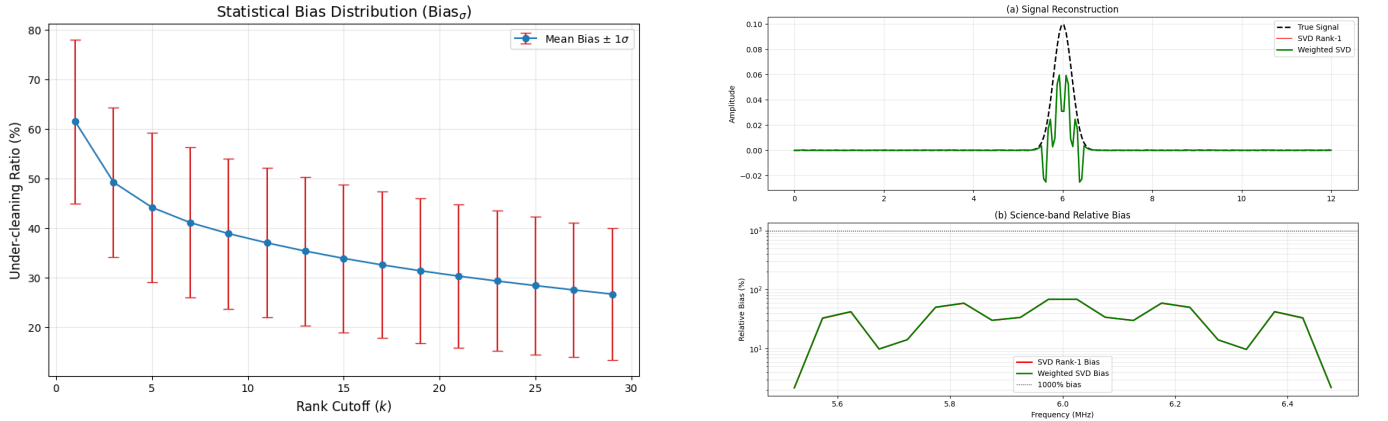 Statistical Bias Distribution (Biasσ)
80
70
60
50
40
30
20
Under-cleaning Ratio (%)
Mean Bias ± 1σ
0
5
10
15
20
25
30
Rank Cutoff (k)
(a) Signal Reconstruction
0.10
0.08
0.06
0.04
0.02
0.00
−0.02
Amplitude
True Signal
SVD Rank-1
Weighted SVD
0
2
4
6
8
10
12
(b) Science-band Relative Bias
10³
10²
10¹
Relative Bias (%)
SVD Rank-1 Bias
Weighted SVD Bias
1000% bias
5.6
5.8
6.0
6.2
6.4
Frequency (MHz)